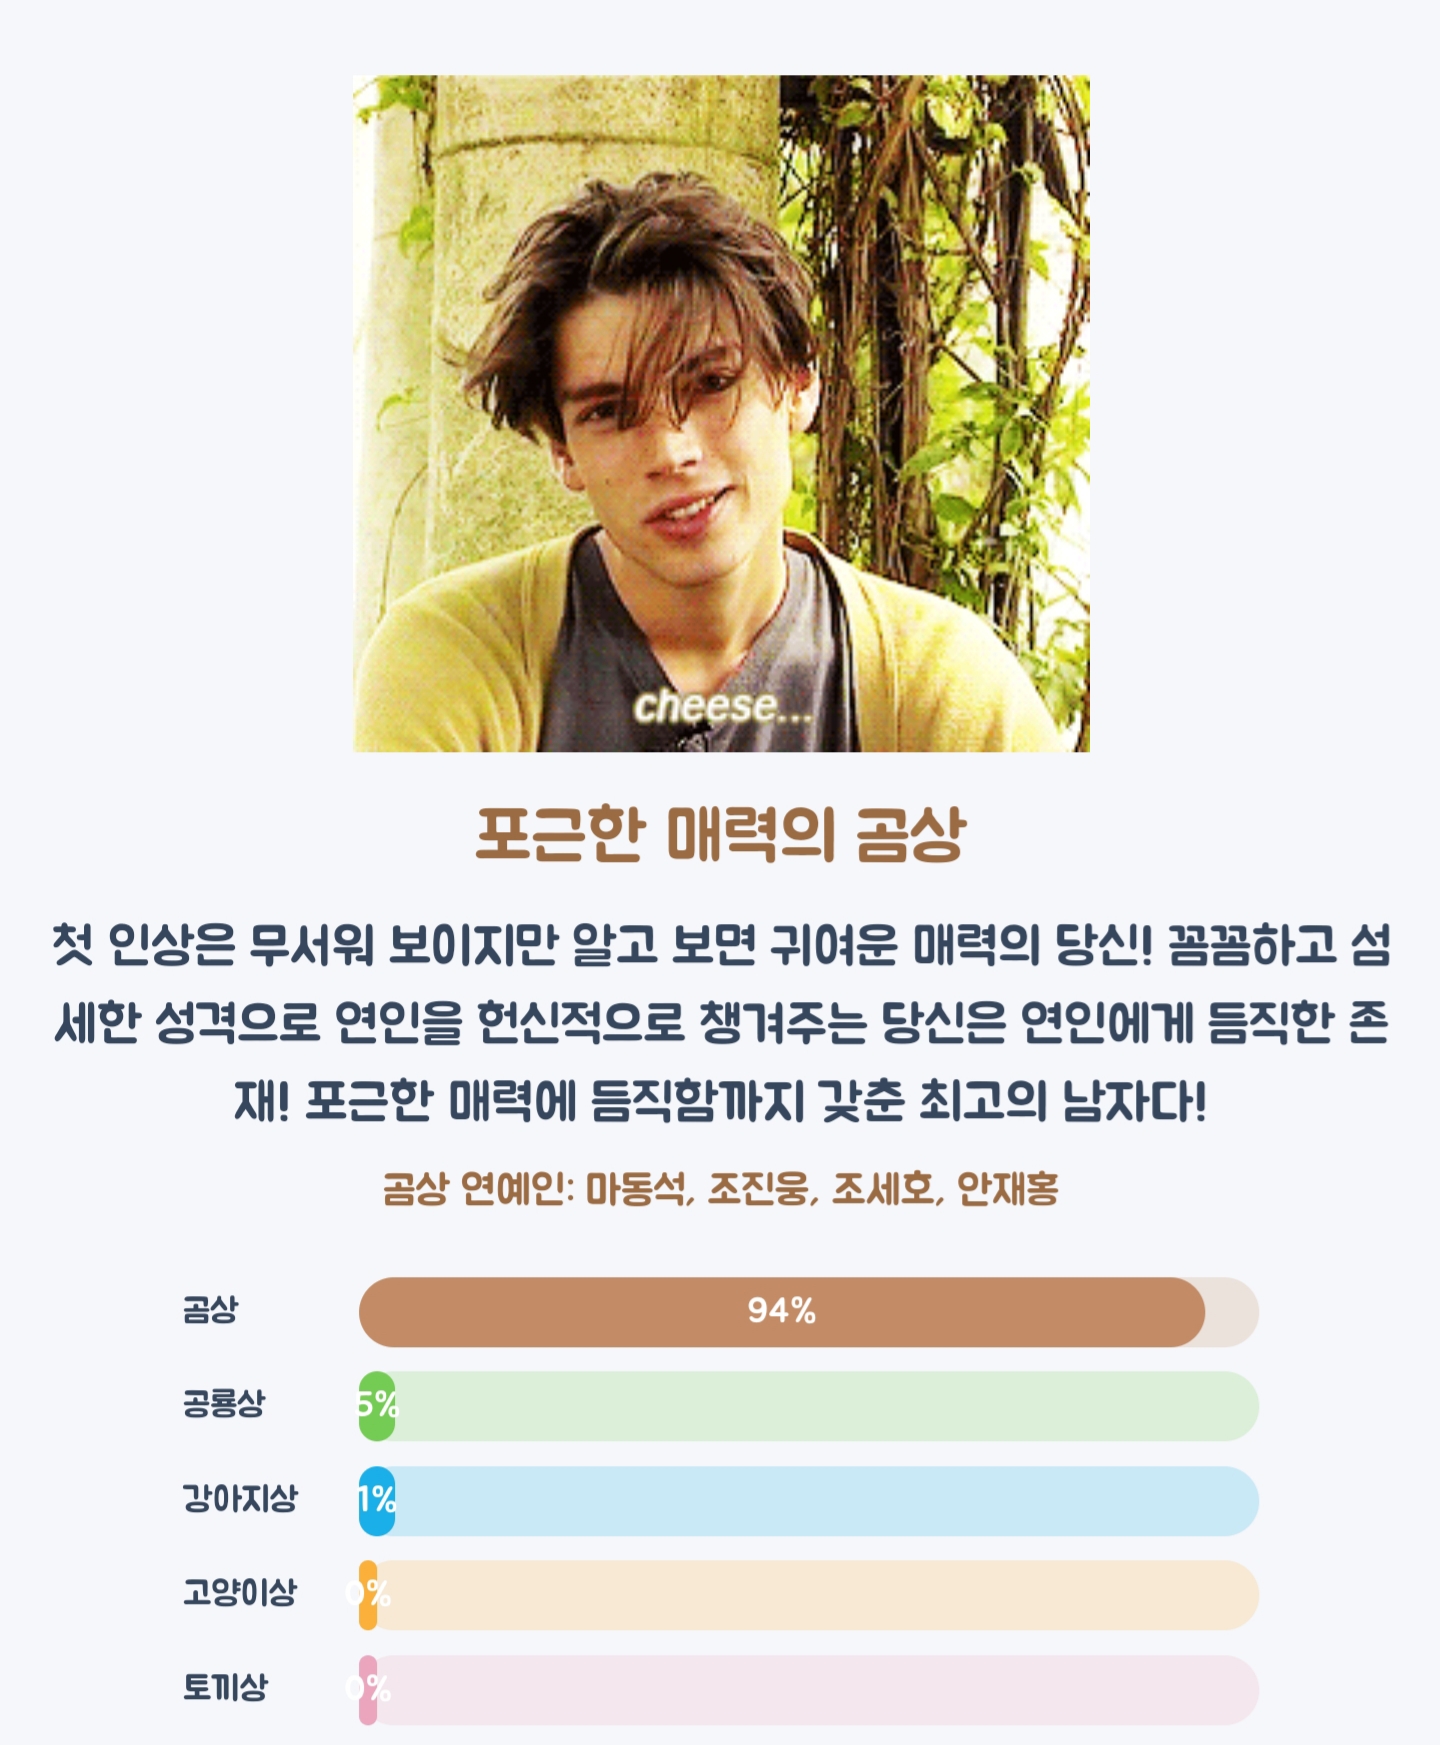 cheese...
포근한 매력의 곰상
첫 인상은 무서워 보이지만 알고 보면 귀여운 매력의 당신! 꼼꼼하고 섬
세한 성격으로 연인을 헌신적으로 챙겨주는 당신은 연인에게 듬직한 존
재! 포근한 매력에 듬직함까지 갖춘 최고의 남자다!
곰상 연예인: 마동석, 조진웅, 조세호, 안재홍
곰상 94%
공룡상 5%
강아지상 1%
고양이상 0%
토끼상 0%